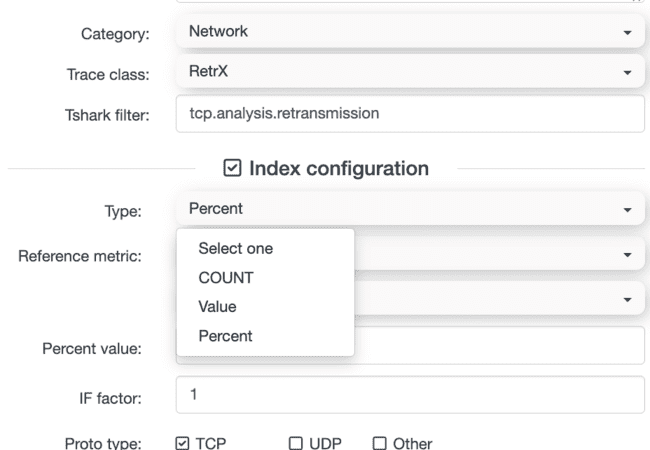 Category: Network
Trace class: RetrX
Tshark filter: tcp.analysis.retransmission
Index configuration
Type: Percent
Select one
Reference metric:
COUNT
Value
Percent
Percent value:
IF factor: 1
Proto type: TCP UDP Other